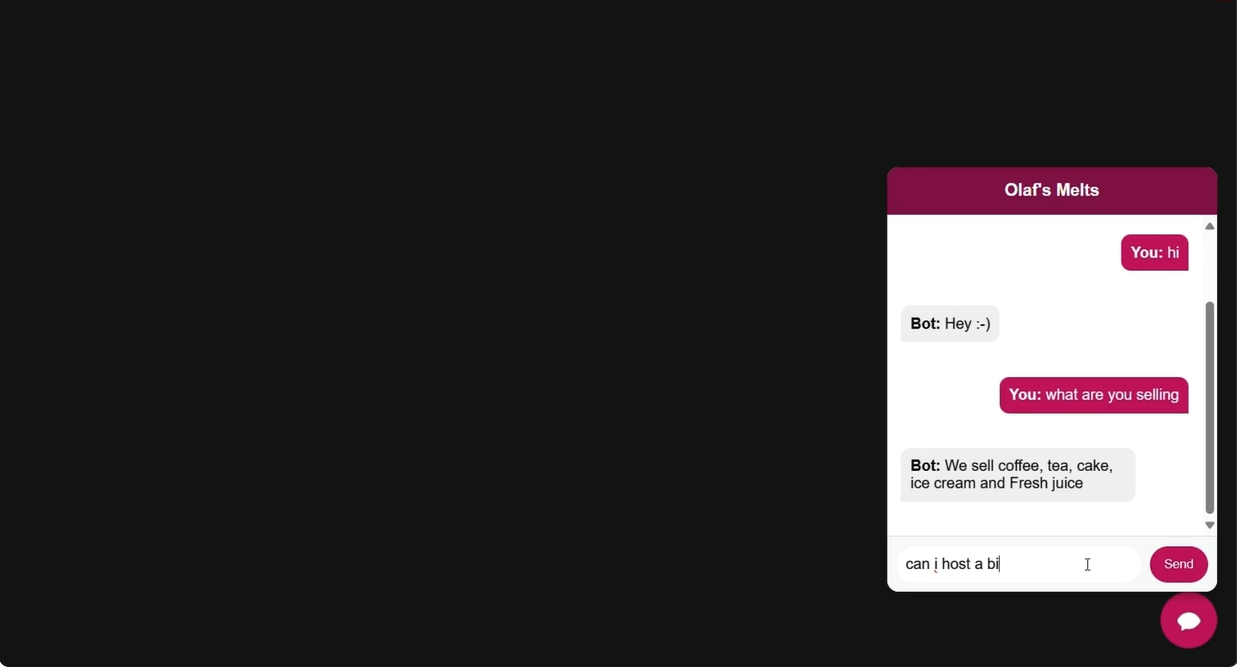 Olaf's Melts
You: hi
Bot: Hey :-)
You: what are you selling
Bot: We sell coffee, tea, cake,
ice cream and Fresh juice
can i host a bi
Send